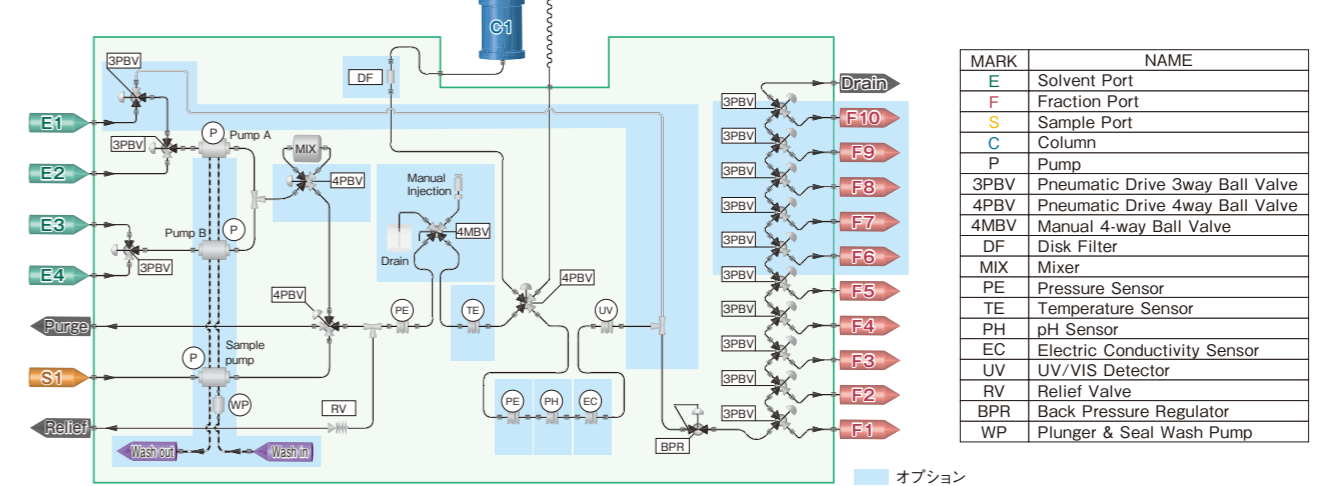 C1
3PBV
DF
Drain
E1
3PBV
P
Pump A
MIX
3PBV
F10
E2
4PBV
Manual
Injection
3PBV
F9
3PBV
F8
E3
Pump B
P
4MBV
3PBV
F7
Drain
3PBV
F6
E4
3PBV
4PBV
3PBV
F5
4PBV
PE
TE
UV
3PBV
F4
Purge
Sample
pump
P
3PBV
F3
S1
WP
RV
PE
PH
EC
3PBV
F2
Relief
3PBV
F1
BPR
Wash out
Wash in
オプション
MARK NAME
E Solvent Port
F Fraction Port
S Sample Port
C Column
P Pump
3PBV Pneumatic Drive 3way Ball Valve
4PBV Pneumatic Drive 4way Ball Valve
4MBV Manual 4-way Ball Valve
DF Disk Filter
MIX Mixer
PE Pressure Sensor
TE Temperature Sensor
PH pH Sensor
EC Electric Conductivity Sensor
UV UV/VIS Detector
RV Relief Valve
BPR Back Pressure Regulator
WP Plunger & Seal Wash Pump